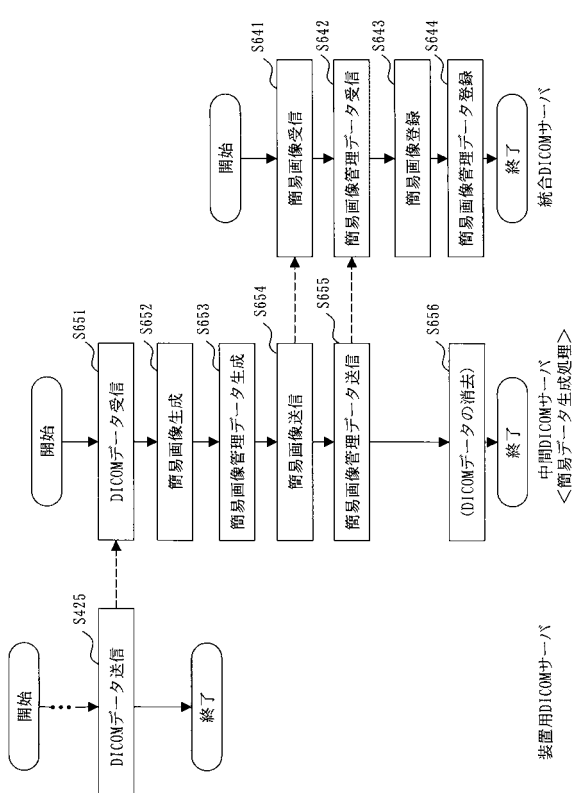 開始
S425
DICOMデータ送信
終了
装置用DICOMサーバ
開始
S651
DICOMデータ受信
S652
簡易画像生成
S653
簡易画像管理データ生成
S654
簡易画像送信
S655
簡易画像管理データ送信
S656
(DICOMデータの消去)
終了
中間DICOMサーバ
<簡易データ生成処理>
開始
S641
簡易画像受信
S642
簡易画像管理データ受信
S643
簡易画像登録
S644
簡易画像管理データ登録
終了
統合DICOMサーバ